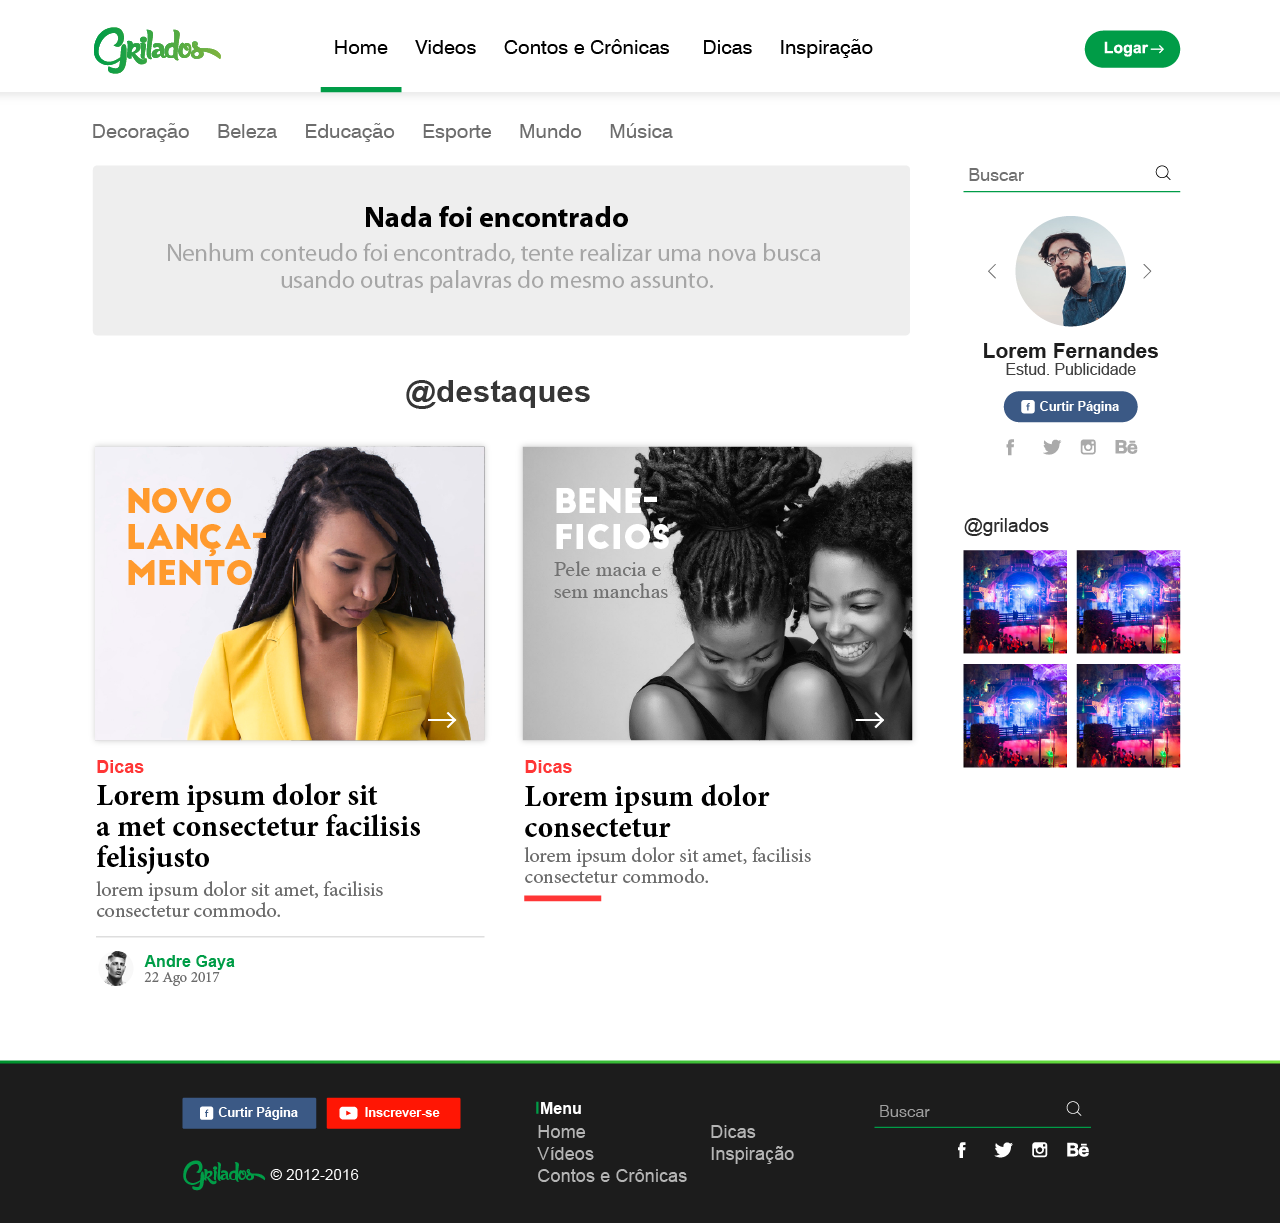 Grilados
Home
Videos
Contos e Crônicas
Dicas
Inspiração
Logar
Decoração
Beleza
Educação
Esporte
Mundo
Música
Nada foi encontrado
Nenhum conteudo foi encontrado, tente realizar uma nova busca
usando outras palavras do mesmo assunto.
Buscar
Lorem Fernandes
Estud. Publicidade
f Curtir Página
f
Bē
@destaques
NOVO
LANÇA-
MENTO
BENE-
FICIOS
Pele macia e
sem manchas
@grilados
Dicas
Lorem ipsum dolor sit
a met consectetur facilisis
felisjusto
lorem ipsum dolor sit amet, facilisis
consectetur commodo.
Andre Gaya
22 Ago 2017
Dicas
Lorem ipsum dolor
consectetur
lorem ipsum dolor sit amet, facilisis
consectetur commodo.
f Curtir Página
Inscrever-se
Grilados © 2012-2016
Menu
Home
Vídeos
Contos e Crônicas
Dicas
Inspiração
Buscar
f
Bē